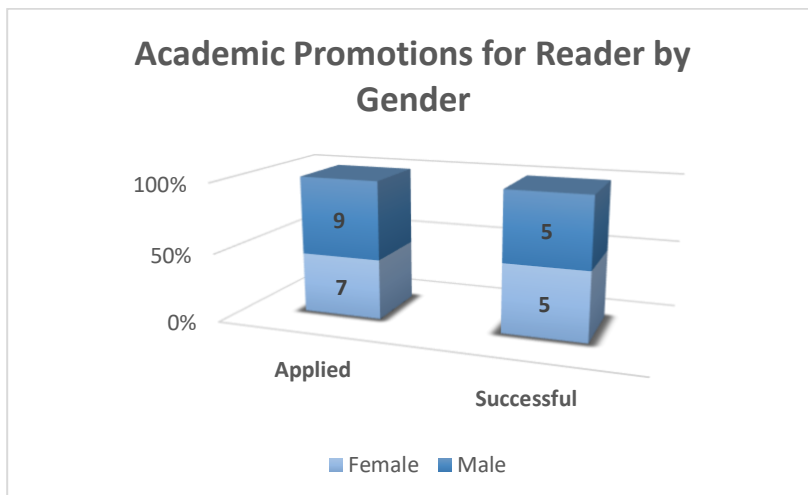 Academic Promotions for Reader by
Gender
100%
50%
0%
9
7
5
5
Applied
Successful
Female Male